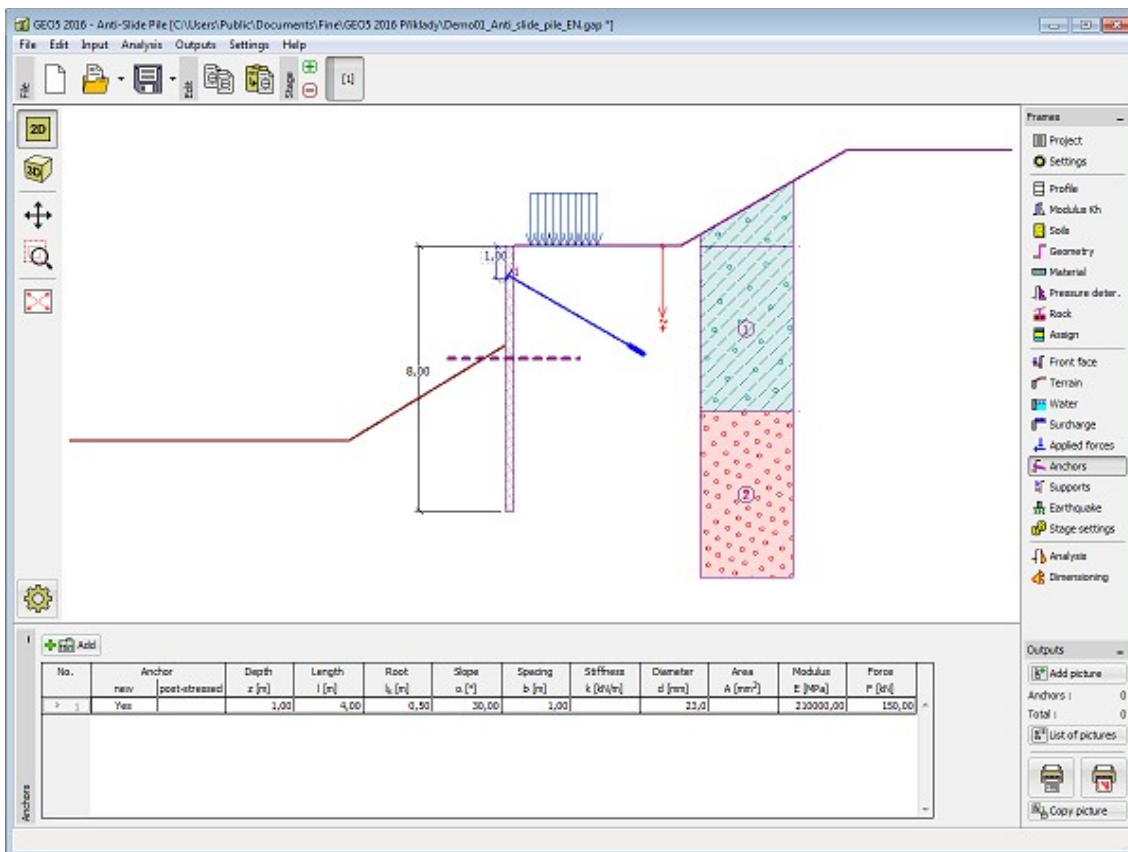 GEO5 2016 - Anti-Slide Pile [C:\Users\Public\Documents\Fine\GEO5 2016 Příklady\Demo01_Anti_slide_pile_EN.gap *]
File Edit Input Analysis Outputs Settings Help
File
Edit
Stage
[1]
2D
3D
1,00
1
8,00
+z
1
2
Frames
Project
Settings
Profile
Modulus Kh
Soils
Geometry
Material
Pressure deter.
Rock
Assign
Front face
Terrain
Water
Surcharge
Applied forces
Anchors
Supports
Earthquake
Stage settings
Analysis
Dimensioning
Outputs
Add picture
Anchors : 0
Total : 0
List of pictures
Copy picture
Anchors
Add
No. Anchor Depth Length Root Slope Spacing Stiffness Diameter Area Modulus Force
new post-stressed z [m] l [m] lk [m] α [°] b [m] k [kN/m] d [mm] A [mm²] E [MPa] F [kN]
1 Yes 1,00 4,00 0,50 30,00 1,00 23,0 210000,00 150,00